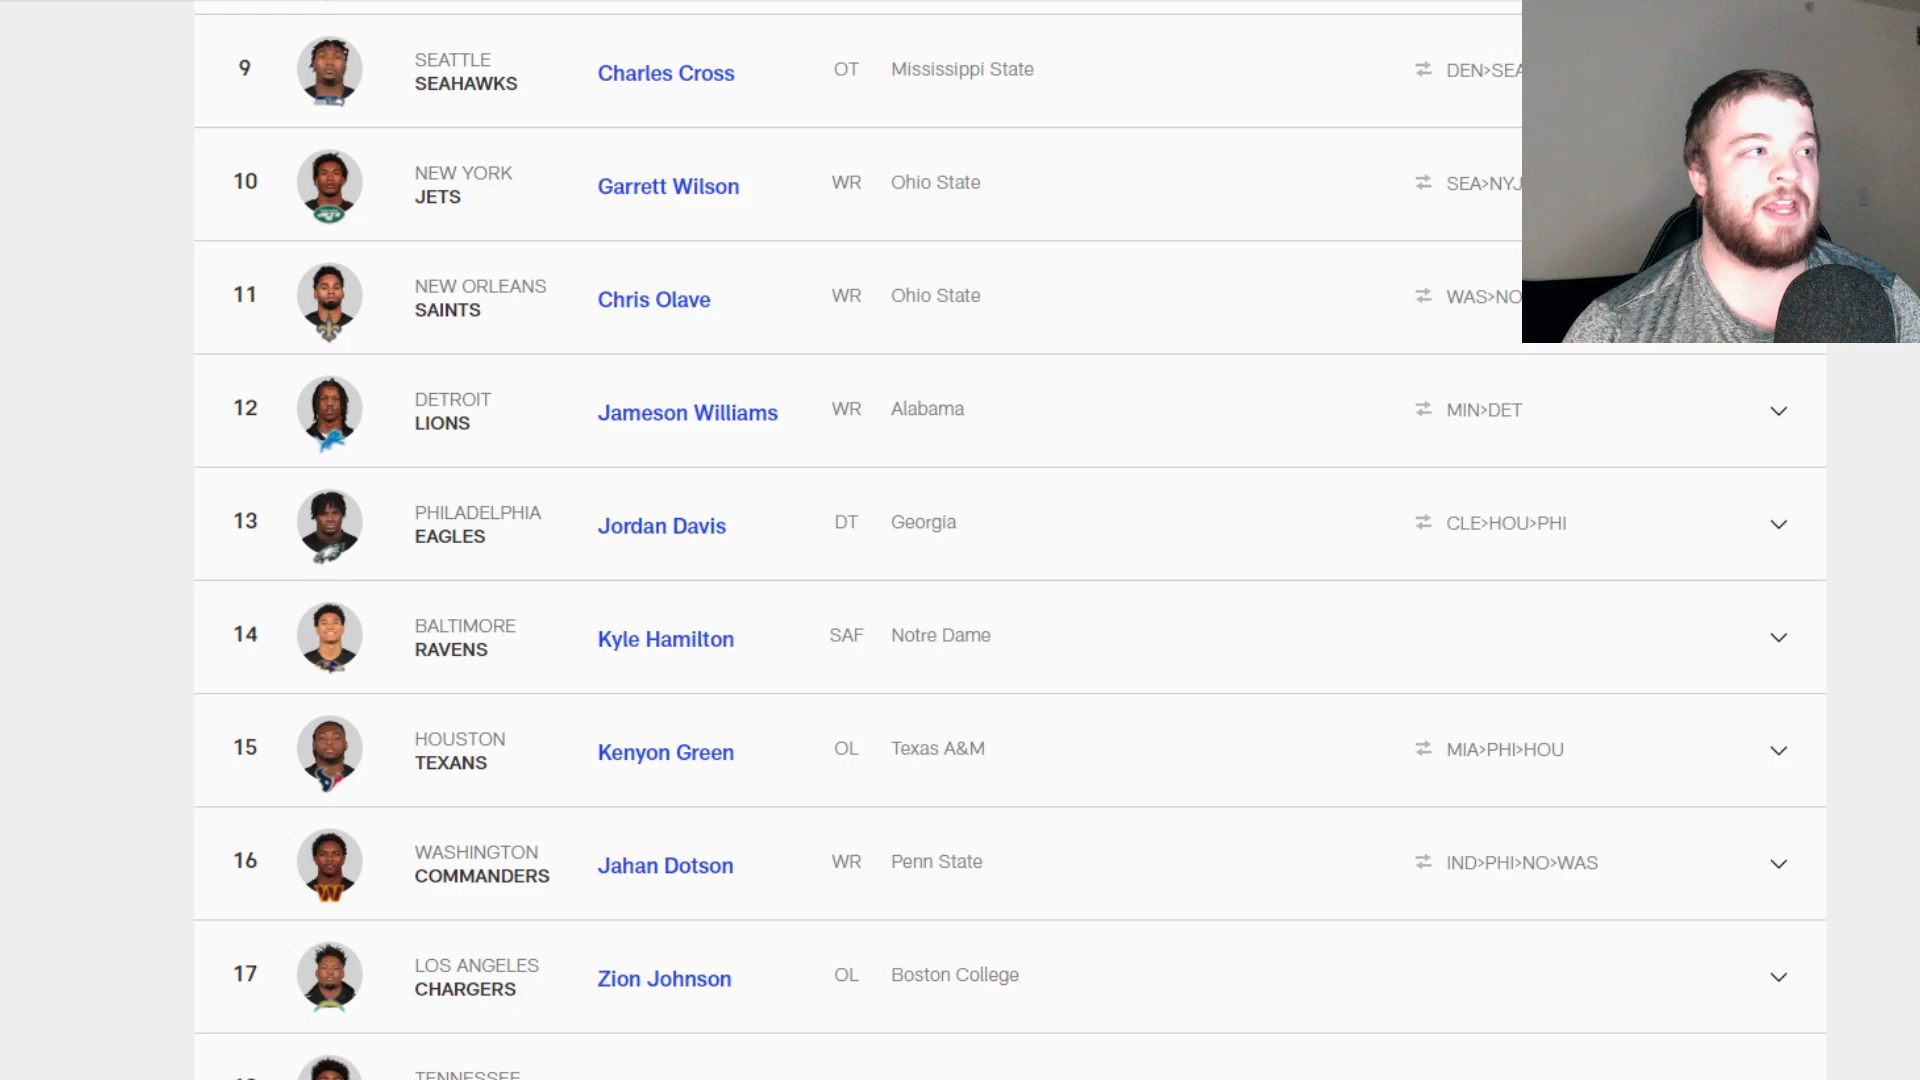 9
SEATTLE
SEAHAWKS
Charles Cross
OT
Mississippi State
DEN>SEA
10
NEW YORK
JETS
Garrett Wilson
WR
Ohio State
SEA>NYJ
11
NEW ORLEANS
SAINTS
Chris Olave
WR
Ohio State
WAS>NO
12
DETROIT
LIONS
Jameson Williams
WR
Alabama
MIN>DET
13
PHILADELPHIA
EAGLES
Jordan Davis
DT
Georgia
CLE>HOU>PHI
14
BALTIMORE
RAVENS
Kyle Hamilton
SAF
Notre Dame
15
HOUSTON
TEXANS
Kenyon Green
OL
Texas A&M
MIA>PHI>HOU
16
WASHINGTON
COMMANDERS
Jahan Dotson
WR
Penn State
IND>PHI>NO>WAS
17
LOS ANGELES
CHARGERS
Zion Johnson
OL
Boston College
TENNESSEE